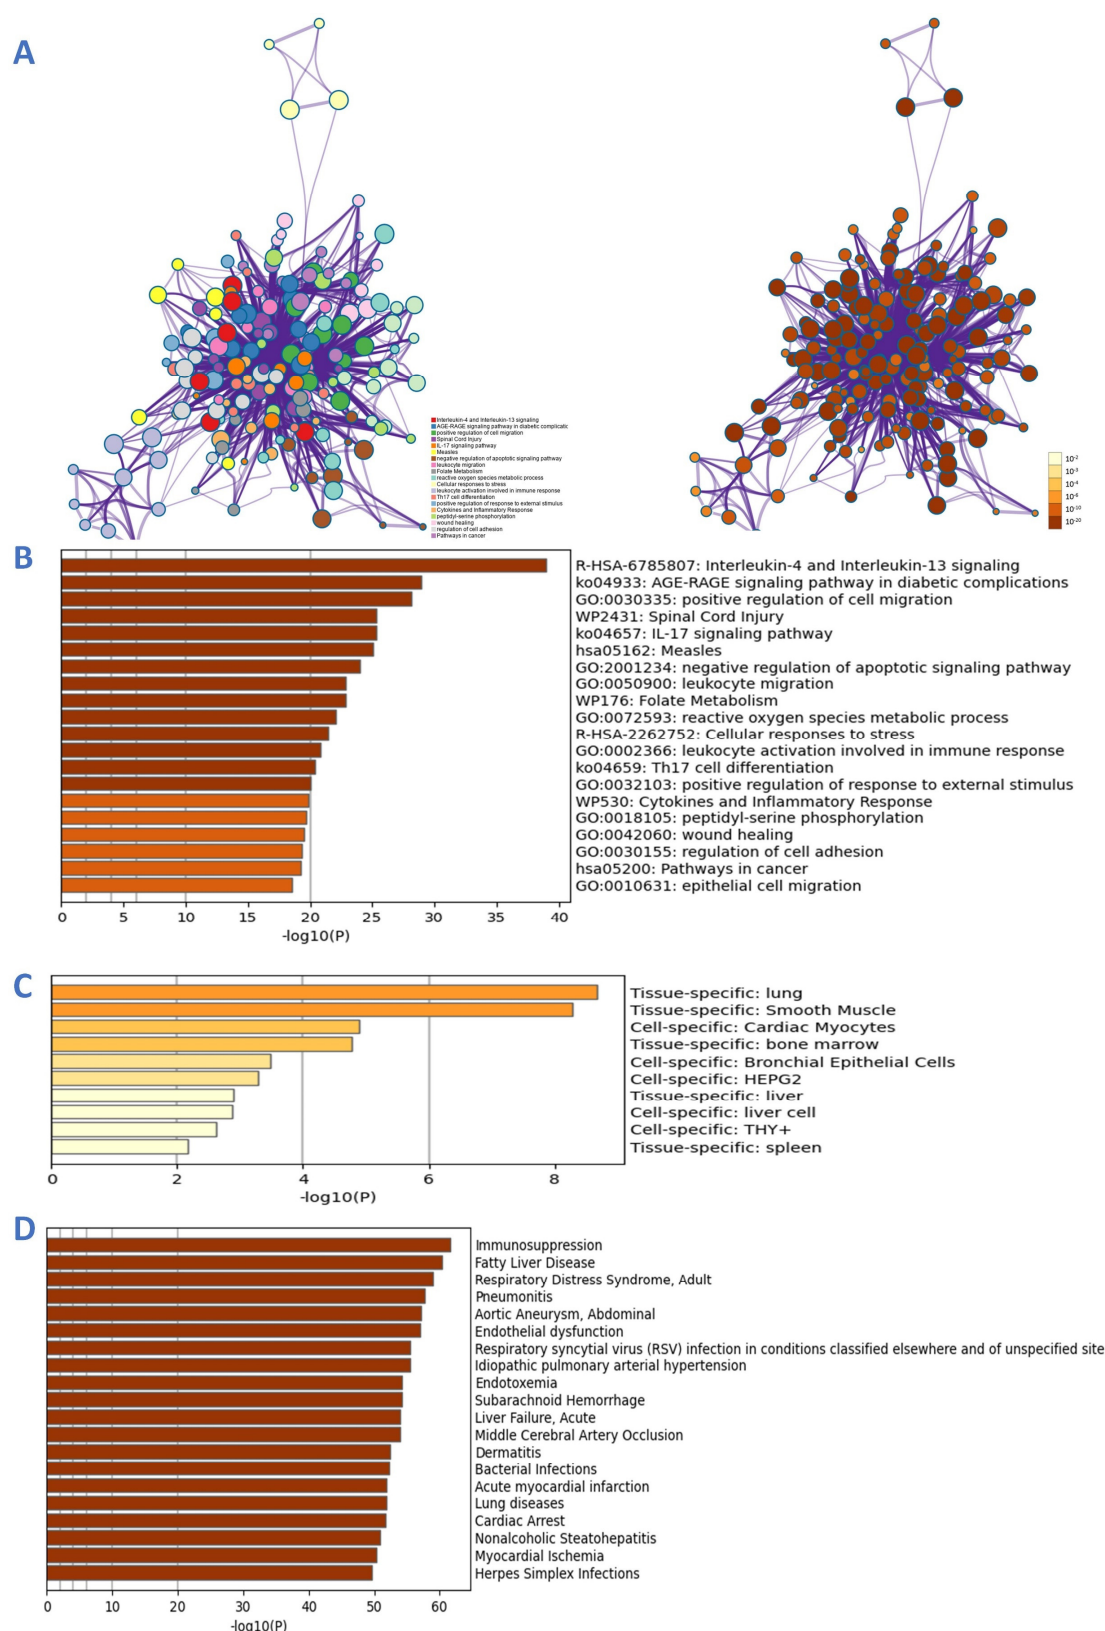 A
Interleukin-4 and Interleukin-13 signaling
AGE-RAGE signaling pathway in diabetic complicatic
positive regulation of cell migration
Spinal Cord Injury
IL-17 signaling pathway
Measles
negative regulation of apoptotic signaling pathway
leukocyte migration
Folate Metabolism
reactive oxygen species metabolic process
Cellular responses to stress
leukocyte activation involved in immune response
Th17 cell differentiation
positive regulation of response to external stimulus
Cytokines and Inflammatory Response
peptidyl-serine phosphorylation
wound healing
regulation of cell adhesion
Pathways in cancer
10-2
10-3
10-4
10-6
10-10
10-20
B
R-HSA-6785807: Interleukin-4 and Interleukin-13 signaling
ko04933: AGE-RAGE signaling pathway in diabetic complications
GO:0030335: positive regulation of cell migration
WP2431: Spinal Cord Injury
ko04657: IL-17 signaling pathway
hsa05162: Measles
GO:2001234: negative regulation of apoptotic signaling pathway
GO:0050900: leukocyte migration
WP176: Folate Metabolism
GO:0072593: reactive oxygen species metabolic process
R-HSA-2262752: Cellular responses to stress
GO:0002366: leukocyte activation involved in immune response
ko04659: Th17 cell differentiation
GO:0032103: positive regulation of response to external stimulus
WP530: Cytokines and Inflammatory Response
GO:0018105: peptidyl-serine phosphorylation
GO:0042060: wound healing
GO:0030155: regulation of cell adhesion
hsa05200: Pathways in cancer
GO:0010631: epithelial cell migration
0 5 10 15 20 25 30 35 40
-log10(P)
C
Tissue-specific: lung
Tissue-specific: Smooth Muscle
Cell-specific: Cardiac Myocytes
Tissue-specific: bone marrow
Cell-specific: Bronchial Epithelial Cells
Cell-specific: HEPG2
Tissue-specific: liver
Cell-specific: liver cell
Cell-specific: THY+
Tissue-specific: spleen
0 2 4 6 8
-log10(P)
D
Immunosuppression
Fatty Liver Disease
Respiratory Distress Syndrome, Adult
Pneumonitis
Aortic Aneurysm, Abdominal
Endothelial dysfunction
Respiratory syncytial virus (RSV) infection in conditions classified elsewhere and of unspecified site
Idiopathic pulmonary arterial hypertension
Endotoxemia
Subarachnoid Hemorrhage
Liver Failure, Acute
Middle Cerebral Artery Occlusion
Dermatitis
Bacterial Infections
Acute myocardial infarction
Lung diseases
Cardiac Arrest
Nonalcoholic Steatohepatitis
Myocardial Ischemia
Herpes Simplex Infections
0 10 20 30 40 50 60
-log10(P)